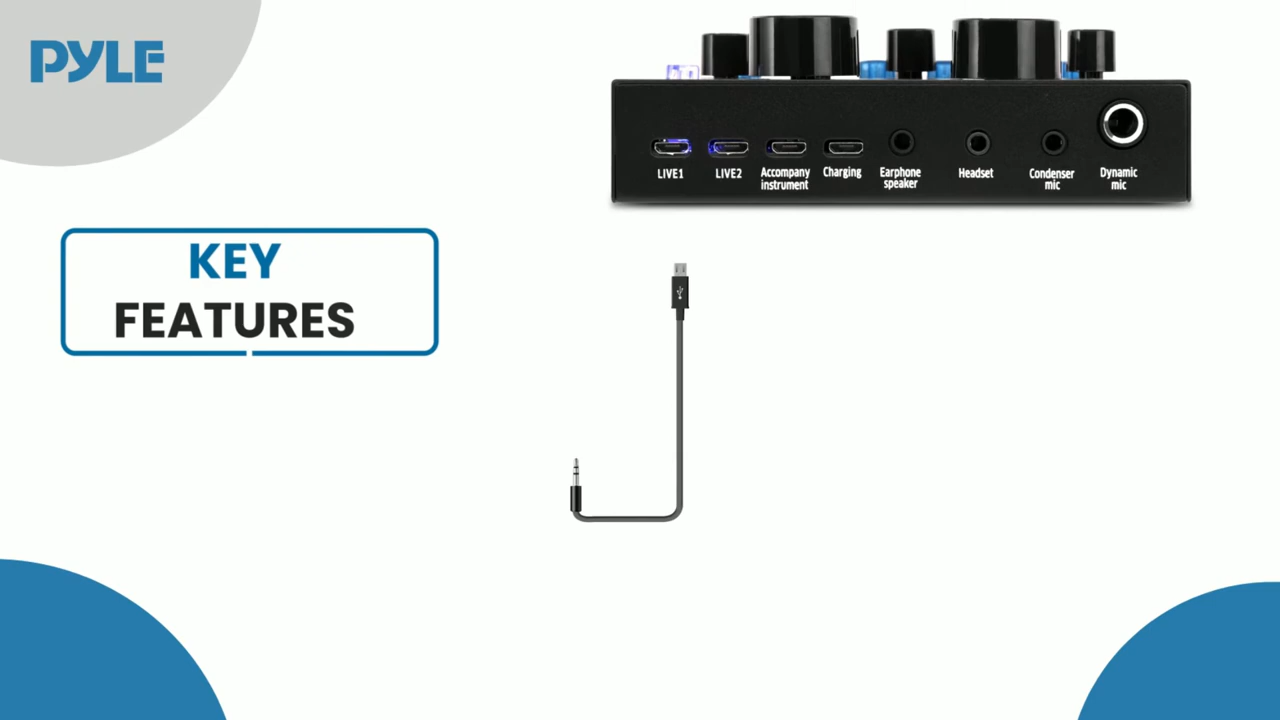 PYLE
LIVE1
LIVE2
Accompany
instrument
Charging
Earphone
speaker
Headset
Condenser
mic
Dynamic
mic
KEY
FEATURES